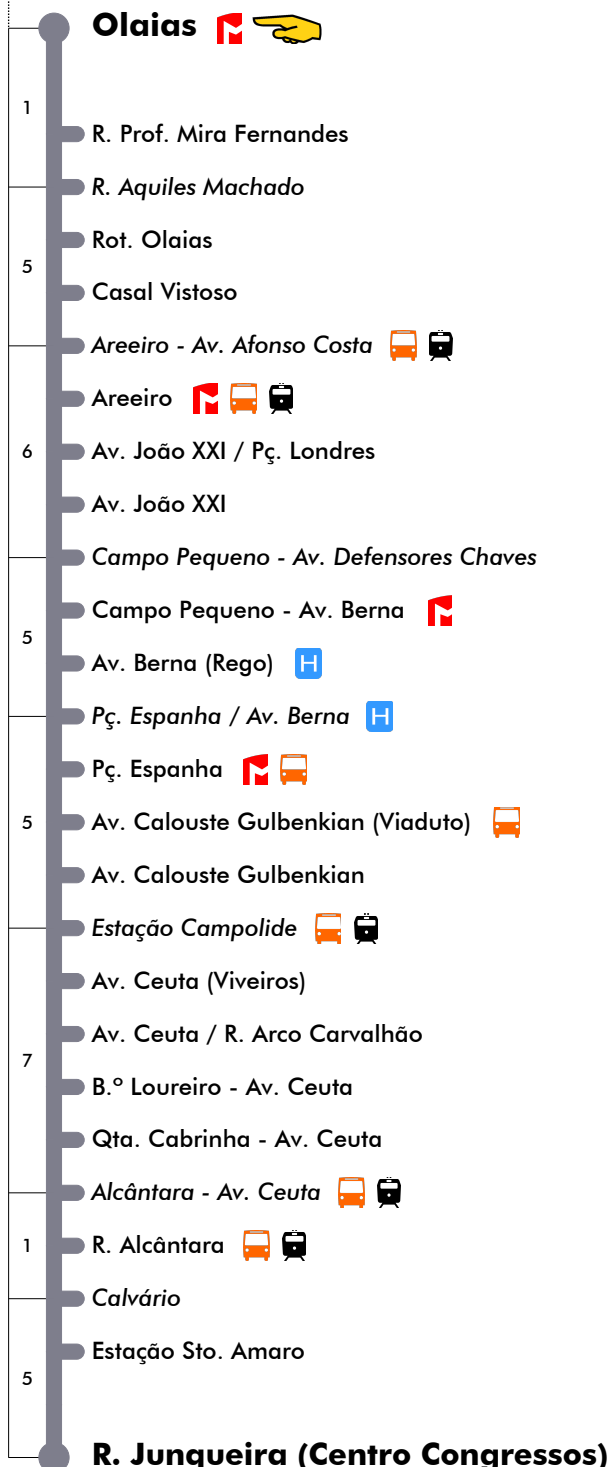 Olaias
1
R. Prof. Mira Fernandes
R. Aquiles Machado
Rot. Olaias
5
Casal Vistoso
Areeiro - Av. Afonso Costa
Areeiro
6
Av. João XXI / Pç. Londres
Av. João XXI
Campo Pequeno - Av. Defensores Chaves
Campo Pequeno - Av. Berna
5
Av. Berna (Rego) H
Pç. Espanha / Av. Berna H
Pç. Espanha
5
Av. Calouste Gulbenkian (Viaduto)
Av. Calouste Gulbenkian
Estação Campolide
Av. Ceuta (Viveiros)
Av. Ceuta / R. Arco Carvalhão
7
B.º Loureiro - Av. Ceuta
Qta. Cabrinha - Av. Ceuta
Alcântara - Av. Ceuta
1
R. Alcântara
Calvário
Estação Sto. Amaro
5
R. Junqueira (Centro Congressos)